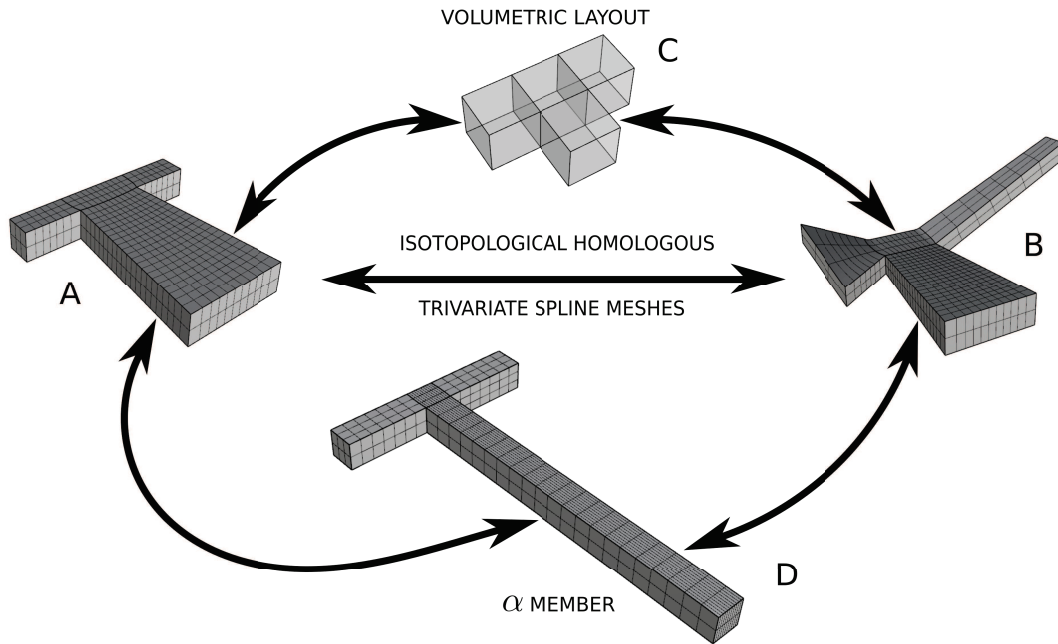 VOLUMETRIC LAYOUT
C
ISOTOPOLOGICAL HOMOLOGOUS
B
A
TRIVARIATE SPLINE MESHES
D
α MEMBER